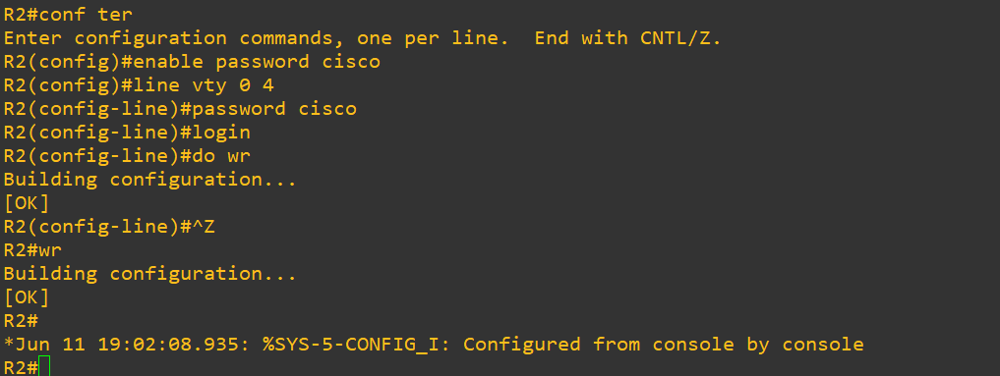 R2#conf ter
Enter configuration commands, one per line.  End with CNTL/Z.
R2(config)#enable password cisco
R2(config)#line vty 0 4
R2(config-line)#password cisco
R2(config-line)#login
R2(config-line)#do wr
Building configuration...
[OK]
R2(config-line)#^Z
R2#wr
Building configuration...
[OK]
R2#
*Jun 11 19:02:08.935: %SYS-5-CONFIG_I: Configured from console by console
R2#